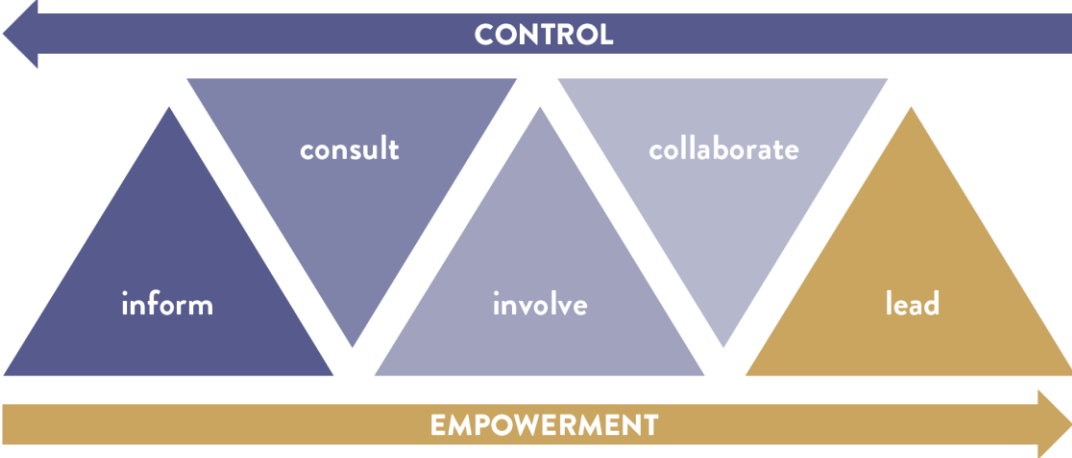 CONTROL
consult
collaborate
inform
involve
lead
EMPOWERMENT